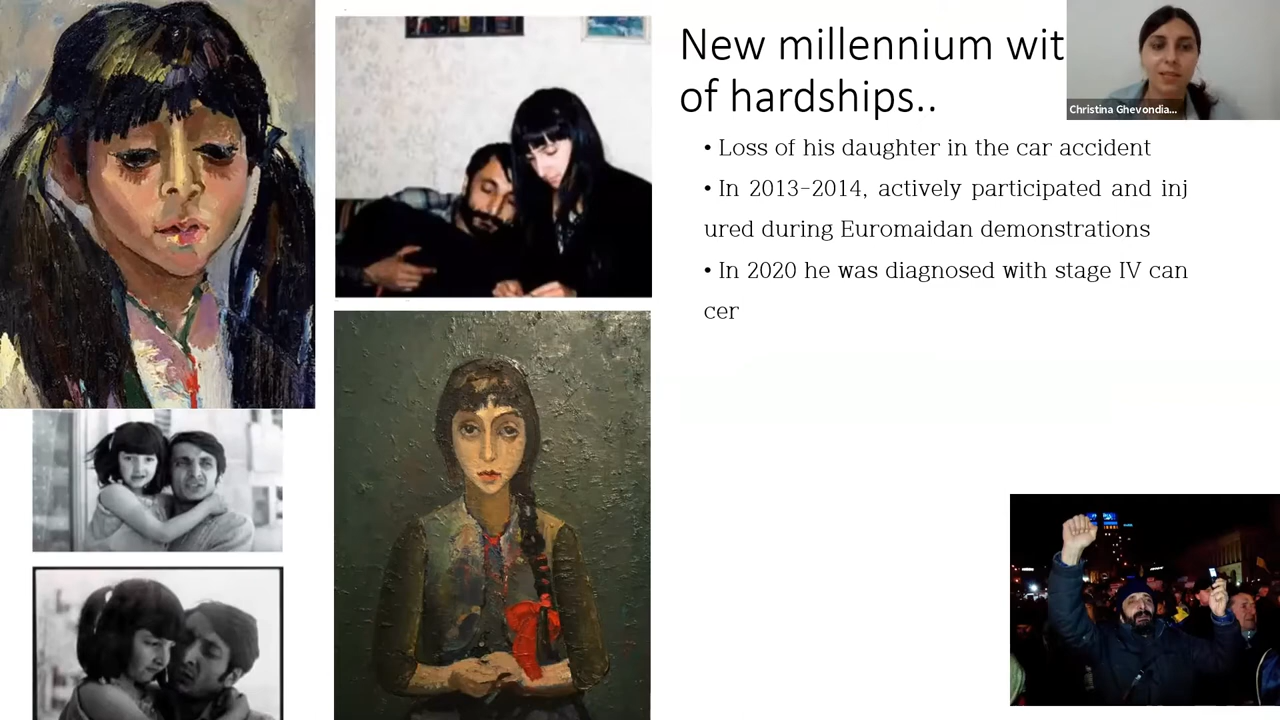 New millennium wit
of hardships..
Christina Ghevondia...
• Loss of his daughter in the car accident
• In 2013-2014, actively participated and inj
ured during Euromaidan demonstrations
• In 2020 he was diagnosed with stage IV can
cer